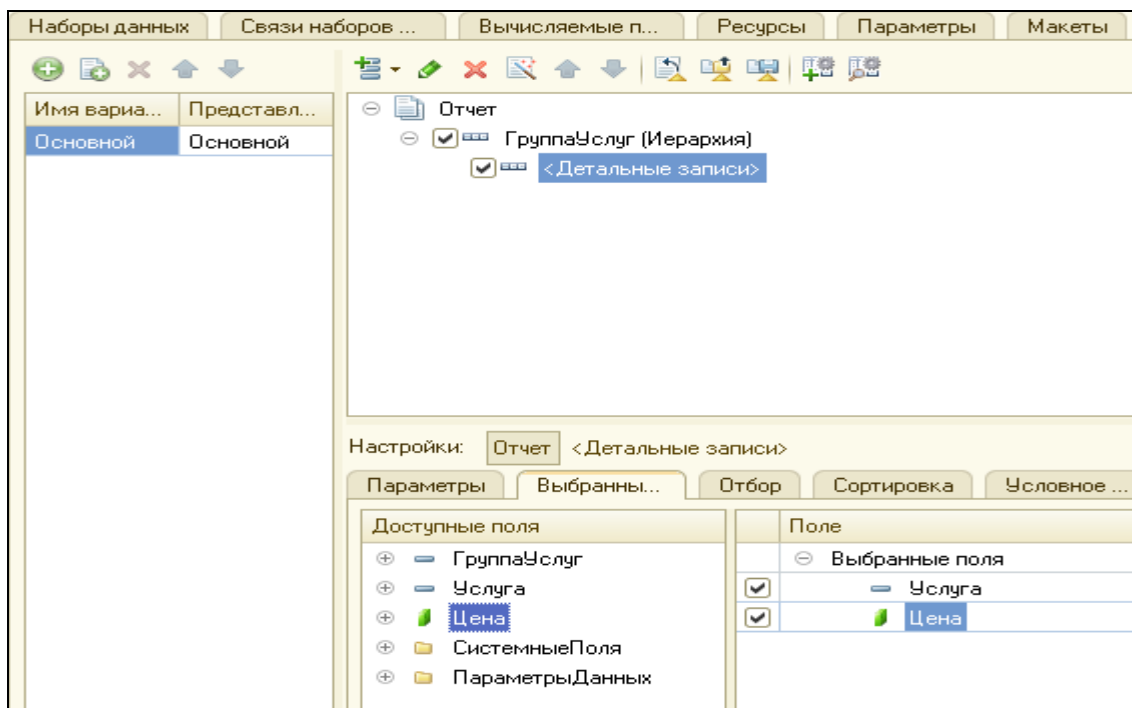 Наборы данных Связи наборов ... Вычисляемые п... Ресурсы Параметры Макеты
Имя вариа... Представл...
Основной Основной
Отчет
ГруппаУслуг (Иерархия)
<Детальные записи>
Настройки: Отчет <Детальные записи>
Параметры Выбранны... Отбор Сортировка Условное ...
Доступные поля
ГруппаУслуг
Услуга
Цена
СистемныеПоля
ПараметрыДанных
Поле
Выбранные поля
Услуга
Цена